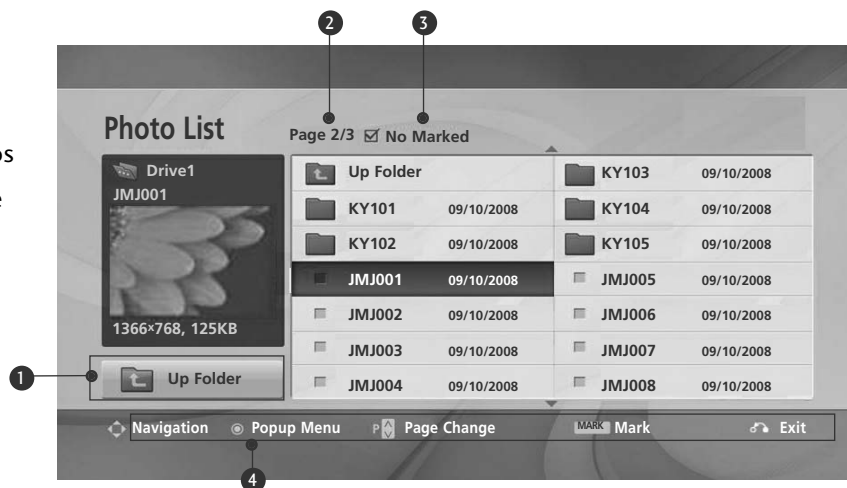 2 3
Photo List Page 2/3 No Marked
os
e
Drive1
JMJ001
1366×768, 125KB
Up Folder
Up Folder
KY101 09/10/2008
KY102 09/10/2008
JMJ001 09/10/2008
JMJ002 09/10/2008
JMJ003 09/10/2008
JMJ004 09/10/2008
KY103 09/10/2008
KY104 09/10/2008
KY105 09/10/2008
JMJ005 09/10/2008
JMJ006 09/10/2008
JMJ007 09/10/2008
JMJ008 09/10/2008
1
Navigation Popup Menu P Page Change MARK Mark Exit
4